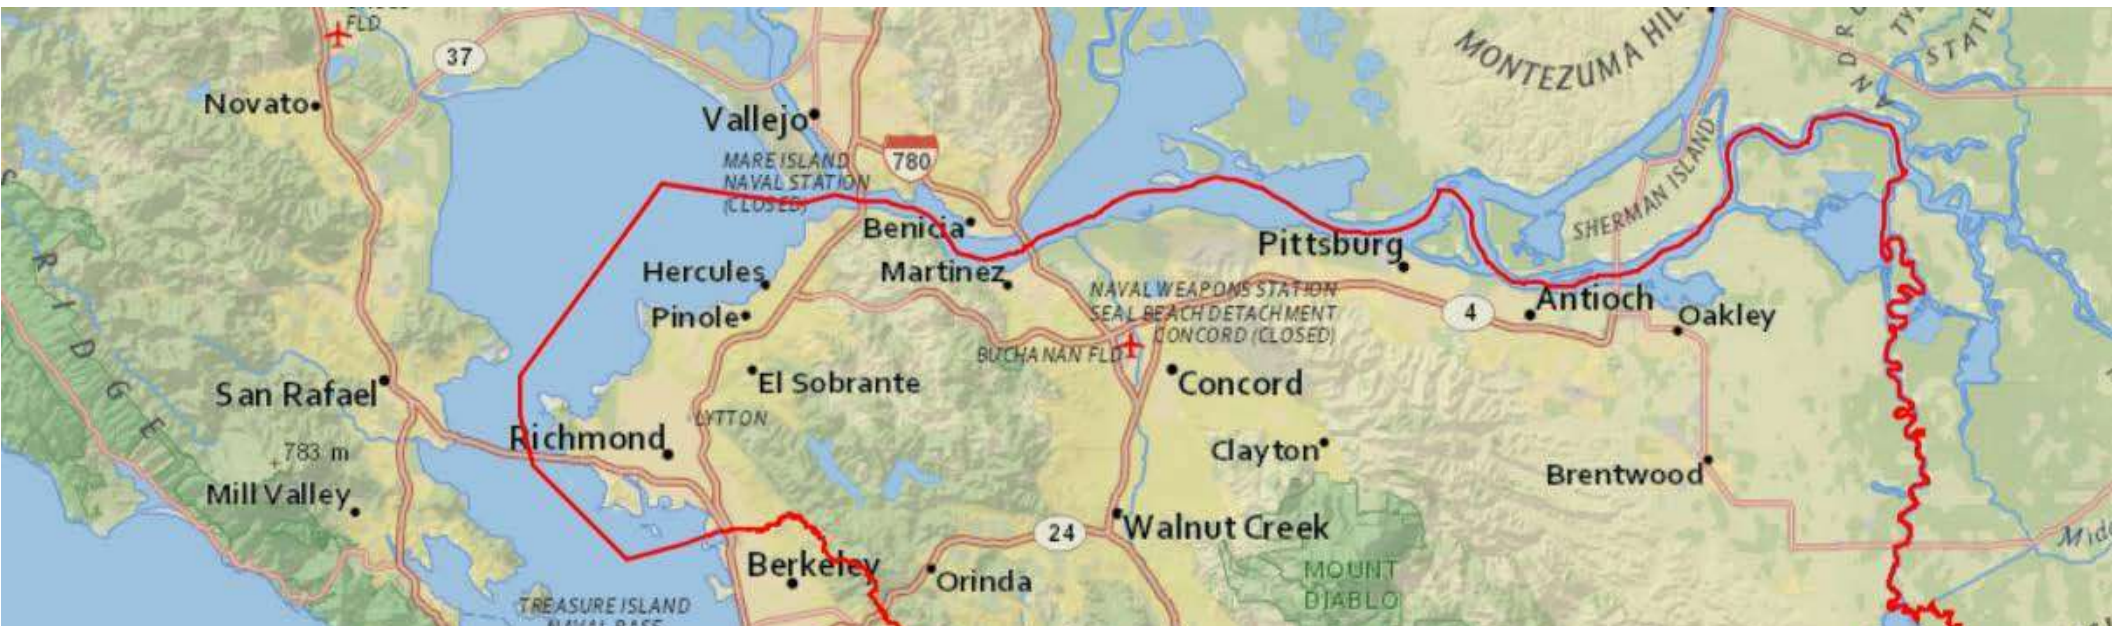 FLD
37
Novato
Vallejo
780
MARE ISLAND
NAVAL STATION
(CLOSED)
MONTEZUMA HIL
STATE
SHERMAN ISLAND
Benicia
Pittsburg
Hercules
Martinez
NAVAL WEAPONS STATION
SEAL BEACH DETACHMENT
CONCORD (CLOSED)
4
Antioch
Pinole
Oakley
BUCHANAN FLD
RIDGE
San Rafael
El Sobrante
Concord
LYTTON
Richmond
783 m
Clayton
Brentwood
Mill Valley
24
Walnut Creek
Berkeley
Orinda
MOUNT
DIABLO
TREASURE ISLAND